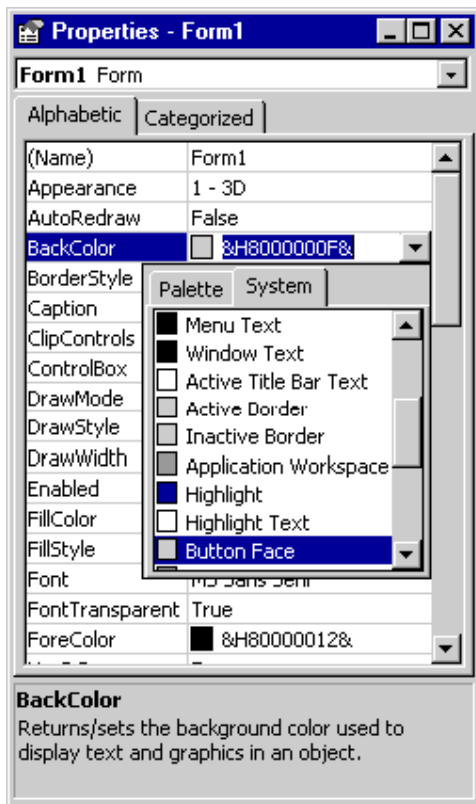 Properties - Form1
Form1 Form
Alphabetic Categorized
(Name) Form1
Appearance 1 - 3D
AutoRedraw False
BackColor &H8000000F&
BorderStyle
Caption
ClipControls
ControlBox
DrawMode
DrawStyle
DrawWidth
Enabled
FillColor
FillStyle
Palette System
Menu Text
Window Text
Active Title Bar Text
Active Border
Inactive Border
Application Workspace
Highlight
Highlight Text
Button Face
Font MS Sans Serif
FontTransparent True
ForeColor &H80000012&
BackColor
Returns/sets the background color used to
display text and graphics in an object.